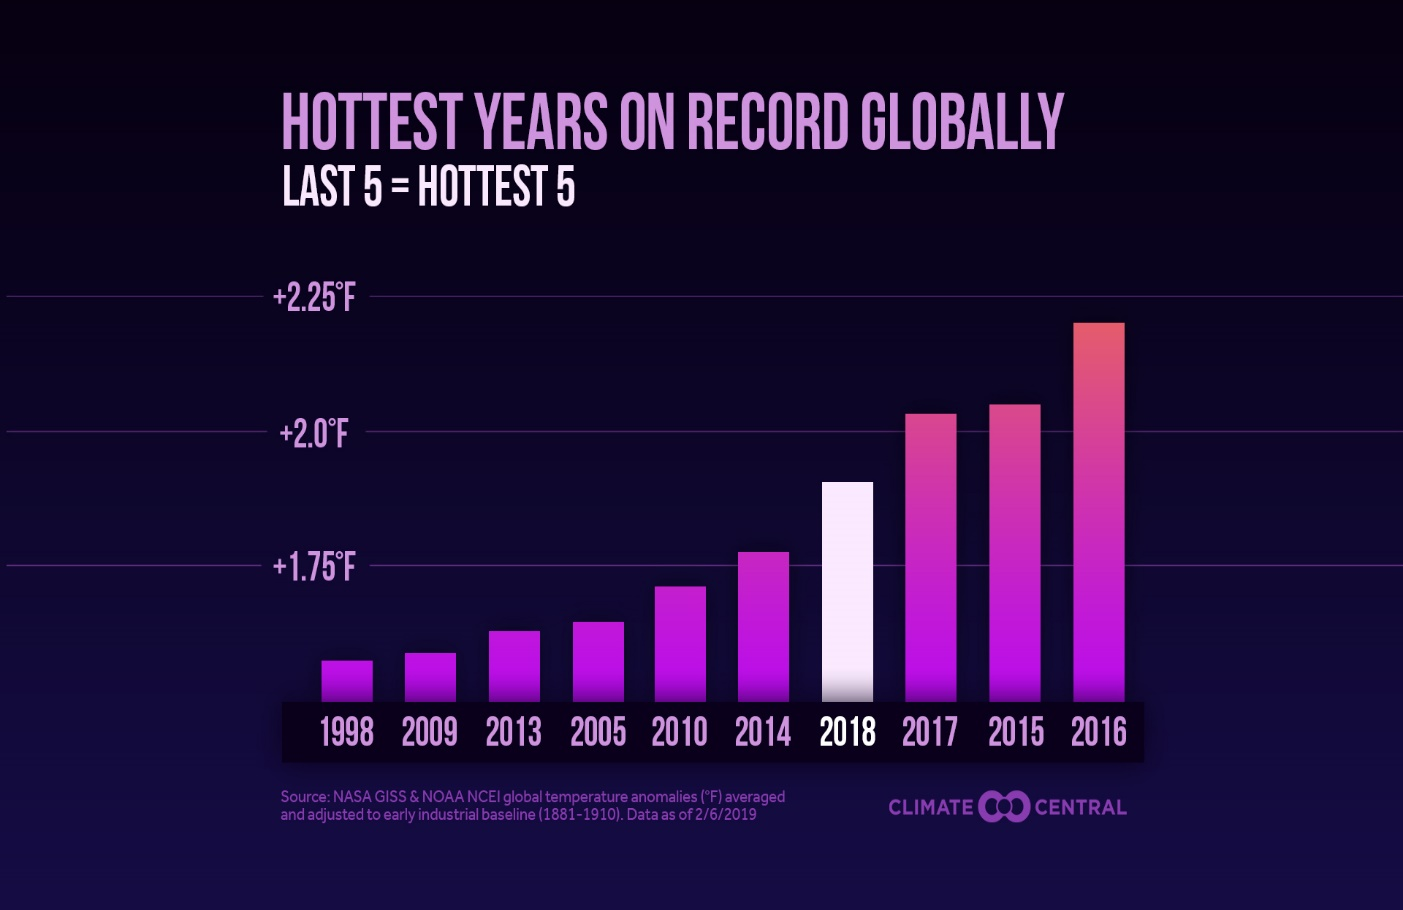 HOTTEST YEARS ON RECORD GLOBALLY
LAST 5 = HOTTEST 5
+2.25°F
+2.0°F
+1.75°F
1998 2009 2013 2005 2010 2014 2018 2017 2015 2016
Source: NASA GISS & NOAA NCEI global temperature anomalies (°F) averaged
and adjusted to early industrial baseline (1881-1910). Data as of 2/6/2019
CLIMATE CENTRAL